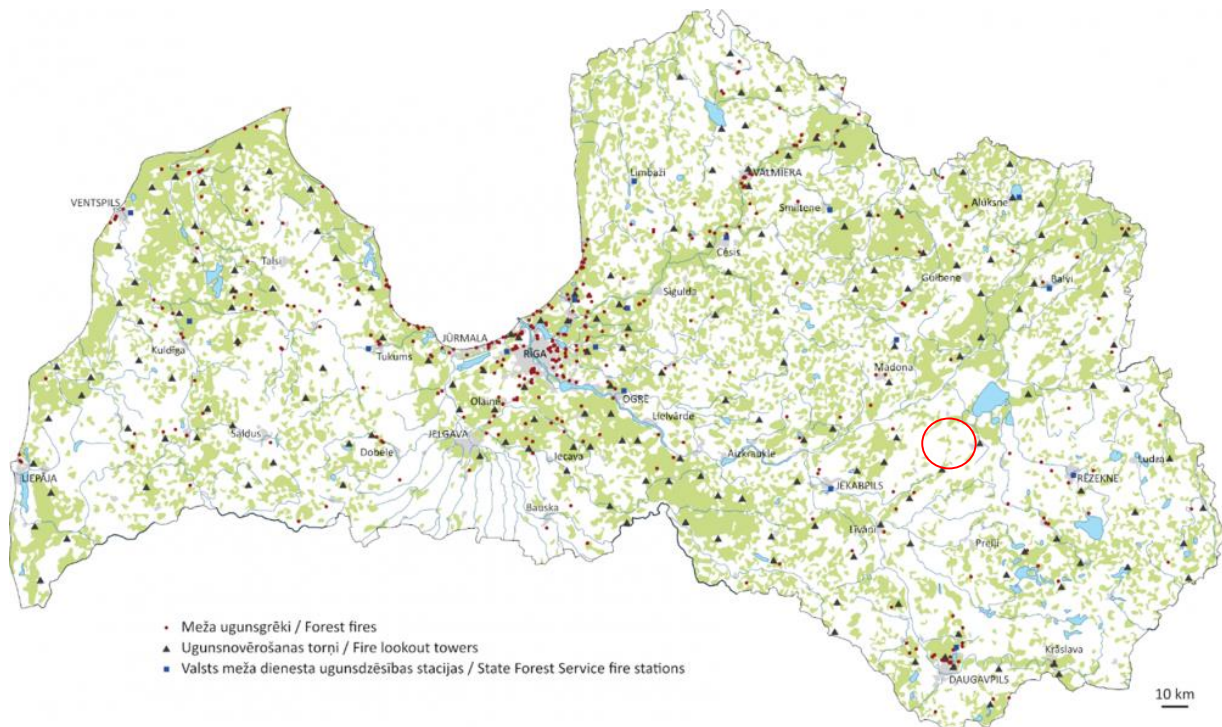 Limbaži
VALMIERA
Smiltene
Alūksne
VENTSPILS
Talsi
Cēsis
Sigulda
Gulbene
Balvi
Kuldīga
JŪRMALA
Tukums
RĪGA
Madona
Olaine
OGRE
Lielvārde
Saldus
Dobele
JELGAVA
Iecava
Aizkraukle
Ludza
LIEPĀJA
JĒKABPILS
RĒZEKNE
Bauska
Līvāni
Preiļi
Krāslava
DAUGAVPILS
Meža ugunsgrēki / Forest fires
Ugunsnovērošanas torņi / Fire lookout towers
Valsts meža dienesta ugunsdzēsības stacijas / State Forest Service fire stations
10 km